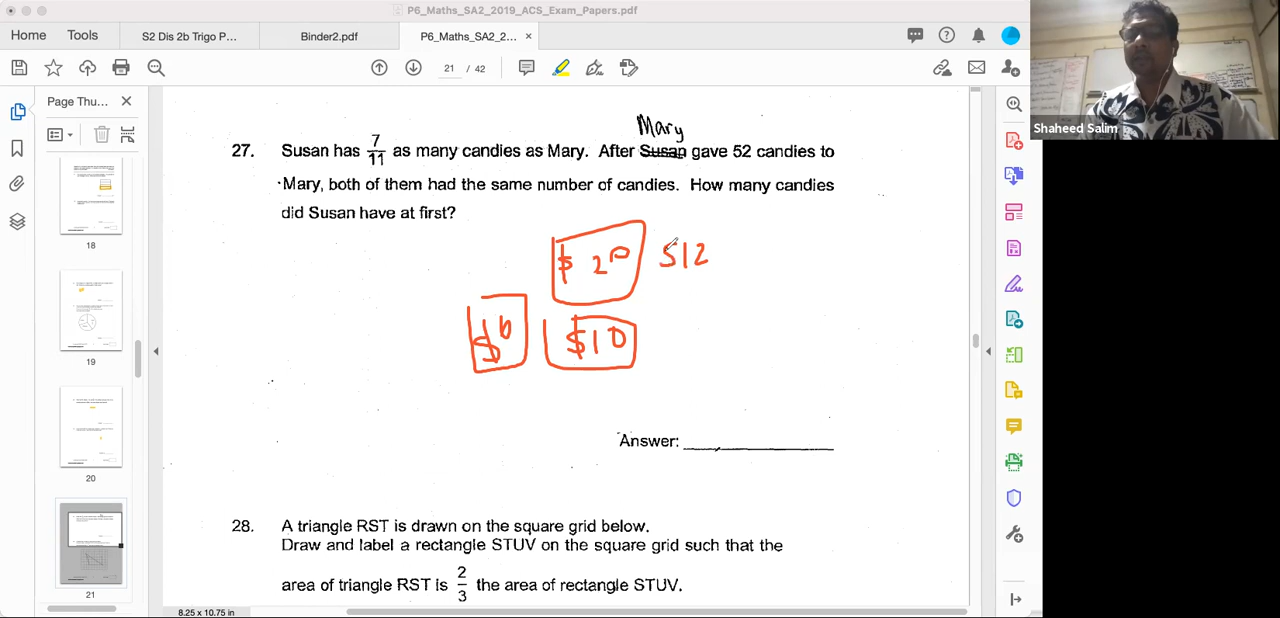 P6_Maths_SA2_2019_ACS_Exam_Papers.pdf
Home Tools S2 Dis 2b Trigo P... Binder2.pdf P6_Maths_SA2_2... ×
21 / 42
Page Thu...
18
19
20
21
Mary
27. Susan has 7/11 as many candies as Mary. After Susan gave 52 candies to
Mary, both of them had the same number of candies. How many candies
did Susan have at first?
$ 20 512
$6 $10
Answer:
28. A triangle RST is drawn on the square grid below.
Draw and label a rectangle STUV on the square grid such that the
area of triangle RST is 2/3 the area of rectangle STUV.
8.25 x 10.75 in
Shaheed Salim